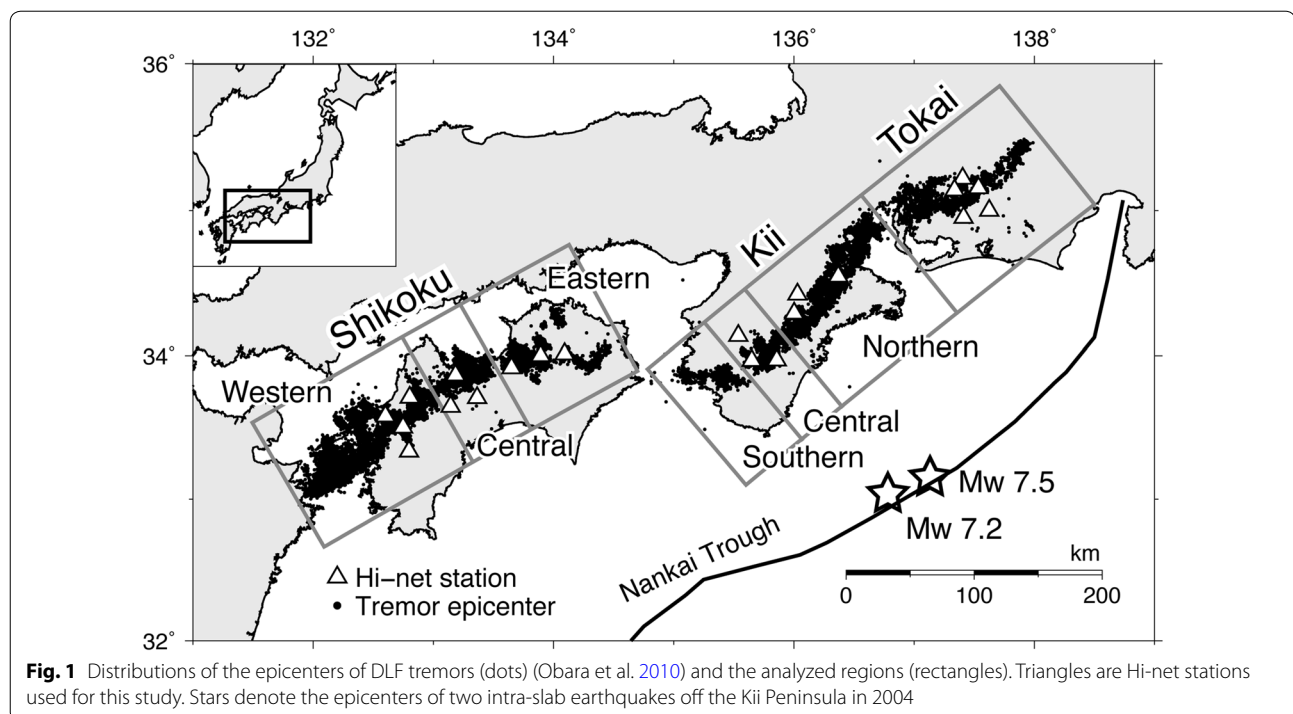 132˚ 134˚ 136˚ 138˚
36˚
34˚
32˚
Tokai
Kii
Shikoku
Eastern
Western
Central
Northern
Central
Southern
Mw 7.5
Mw 7.2
Nankai Trough
km
0 100 200
Hi−net station
Tremor epicenter
Fig. 1 Distributions of the epicenters of DLF tremors (dots) (Obara et al. 2010) and the analyzed regions (rectangles). Triangles are Hi-net stations
used for this study. Stars denote the epicenters of two intra-slab earthquakes off the Kii Peninsula in 2004